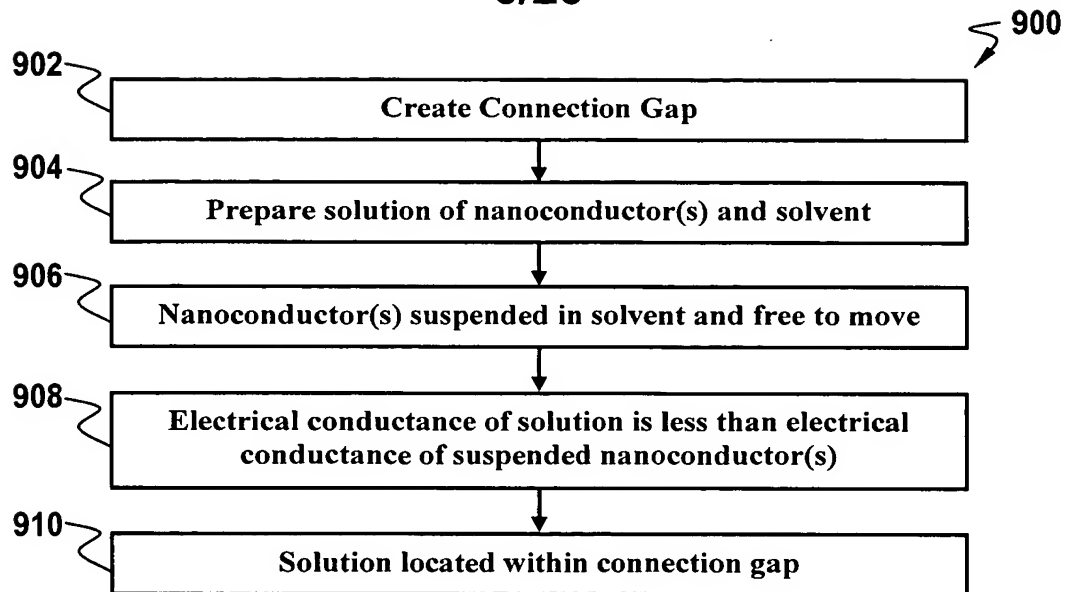 900
902
Create Connection Gap
904
Prepare solution of nanoconductor(s) and solvent
906
Nanoconductor(s) suspended in solvent and free to move
908
Electrical conductance of solution is less than electrical
conductance of suspended nanoconductor(s)
910
Solution located within connection gap